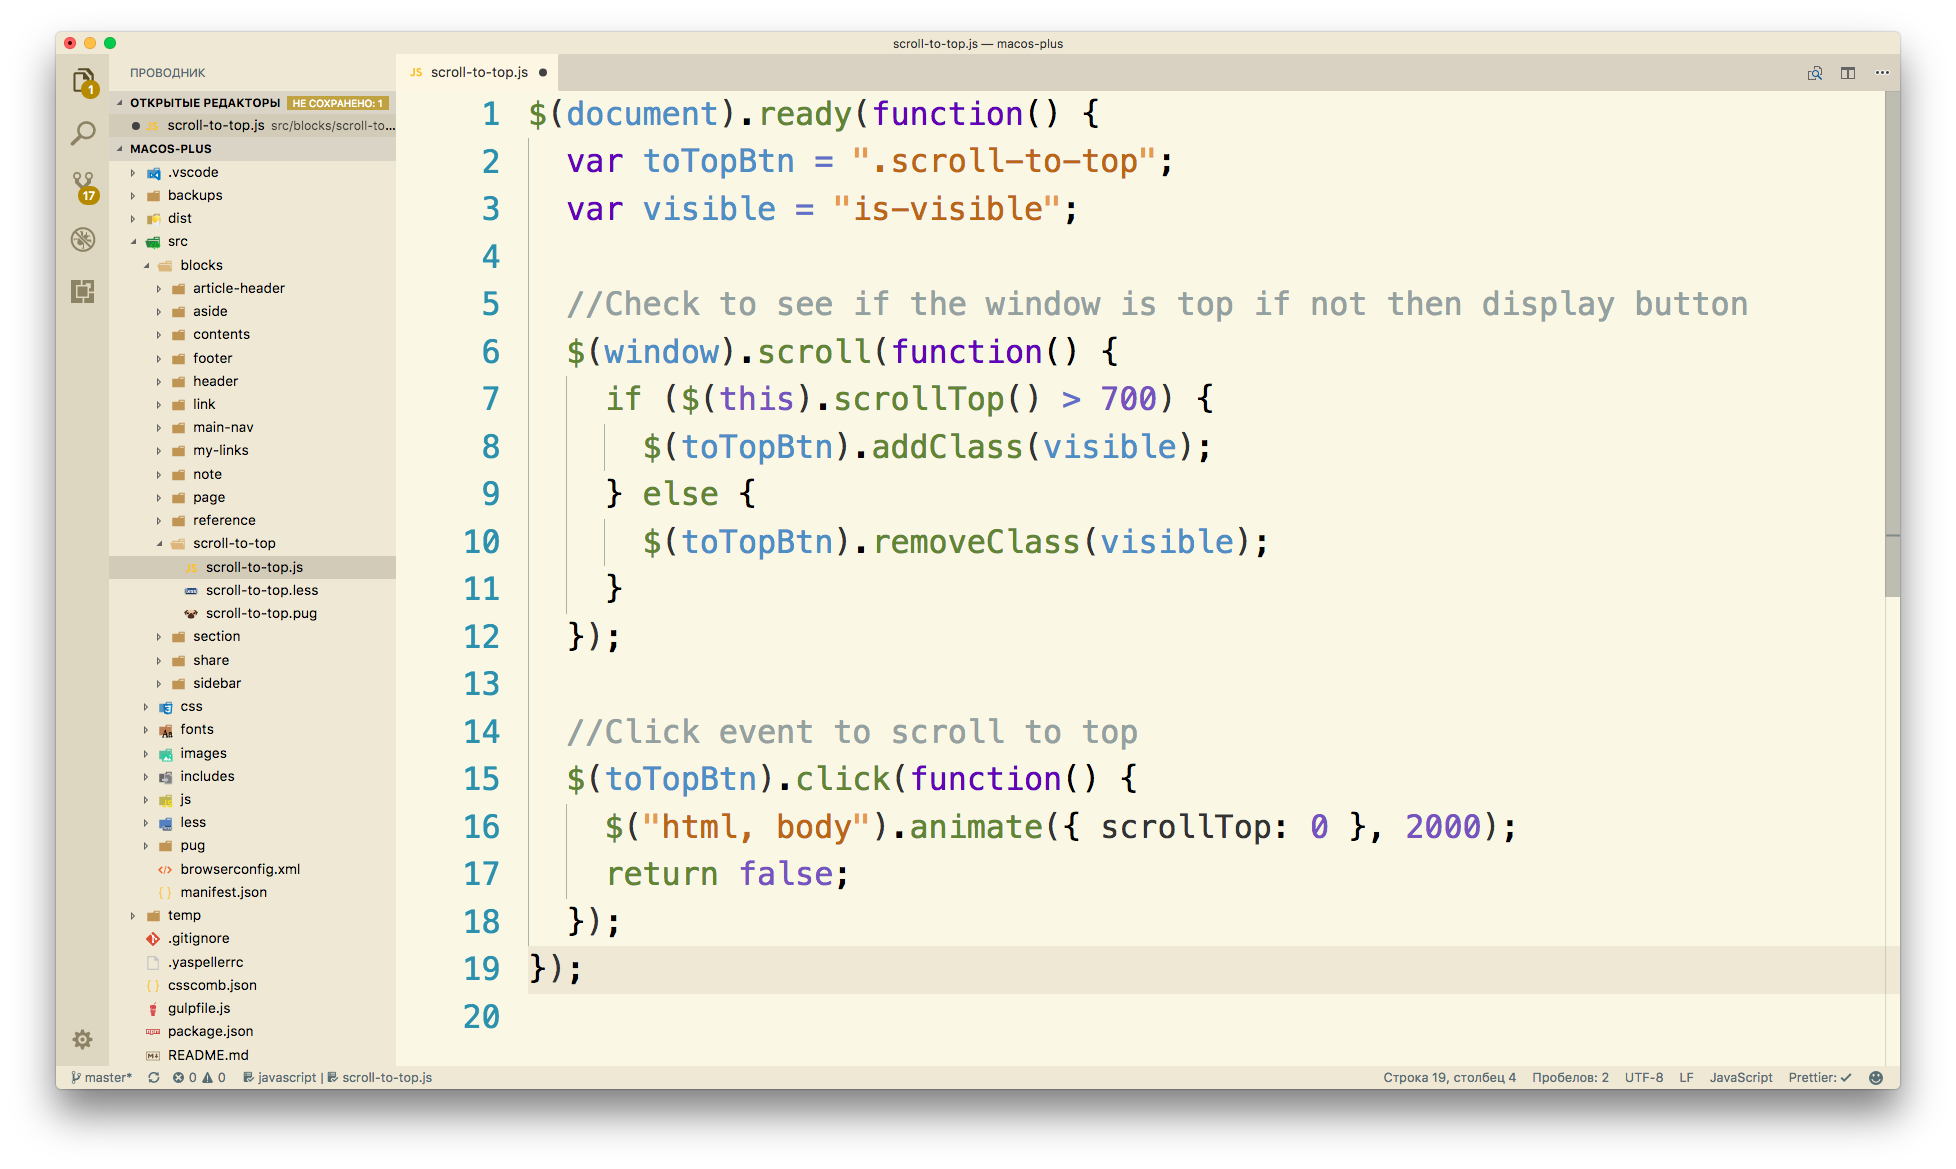 scroll-to-top.js — macos-plus
ПРОВОДНИК
ОТКРЫТЫЕ РЕДАКТОРЫ НЕ СОХРАНЕНО: 1
scroll-to-top.js src/blocks/scroll-to...
MACOS-PLUS
.vscode
backups
dist
src
blocks
article-header
aside
contents
footer
header
link
main-nav
my-links
note
page
reference
scroll-to-top
JS scroll-to-top.js
scroll-to-top.less
scroll-to-top.pug
section
share
sidebar
css
fonts
images
includes
js
less
pug
browserconfig.xml
manifest.json
temp
.gitignore
.yaspellerrc
csscomb.json
gulpfile.js
package.json
README.md
1
17
JS scroll-to-top.js
1 $(document).ready(function() {
2 var toTopBtn = ".scroll-to-top";
3 var visible = "is-visible";
4
5 //Check to see if the window is top if not then display button
6 $(window).scroll(function() {
7 if ($(this).scrollTop() > 700) {
8 $(toTopBtn).addClass(visible);
9 } else {
10 $(toTopBtn).removeClass(visible);
11 }
12 });
13
14 //Click event to scroll to top
15 $(toTopBtn).click(function() {
16 $("html, body").animate({ scrollTop: 0 }, 2000);
17 return false;
18 });
19 });
20
master* 0 0 javascript | scroll-to-top.js Строка 19, столбец 4 Пробелов: 2 UTF-8 LF JavaScript Prettier: ✓